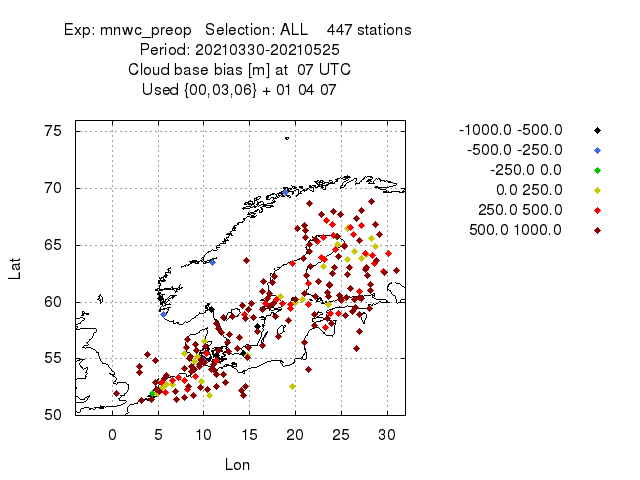 Exp: mnwc_preop   Selection: ALL    447 stations
Period: 20210330-20210525
Cloud base bias [m] at  07 UTC
Used {00,03,06} + 01 04 07
-1000.0 -500.0
-500.0 -250.0
-250.0 0.0
0.0 250.0
250.0 500.0
500.0 1000.0
75
70
65
60
55
50
Lat
0 5 10 15 20 25 30
Lon